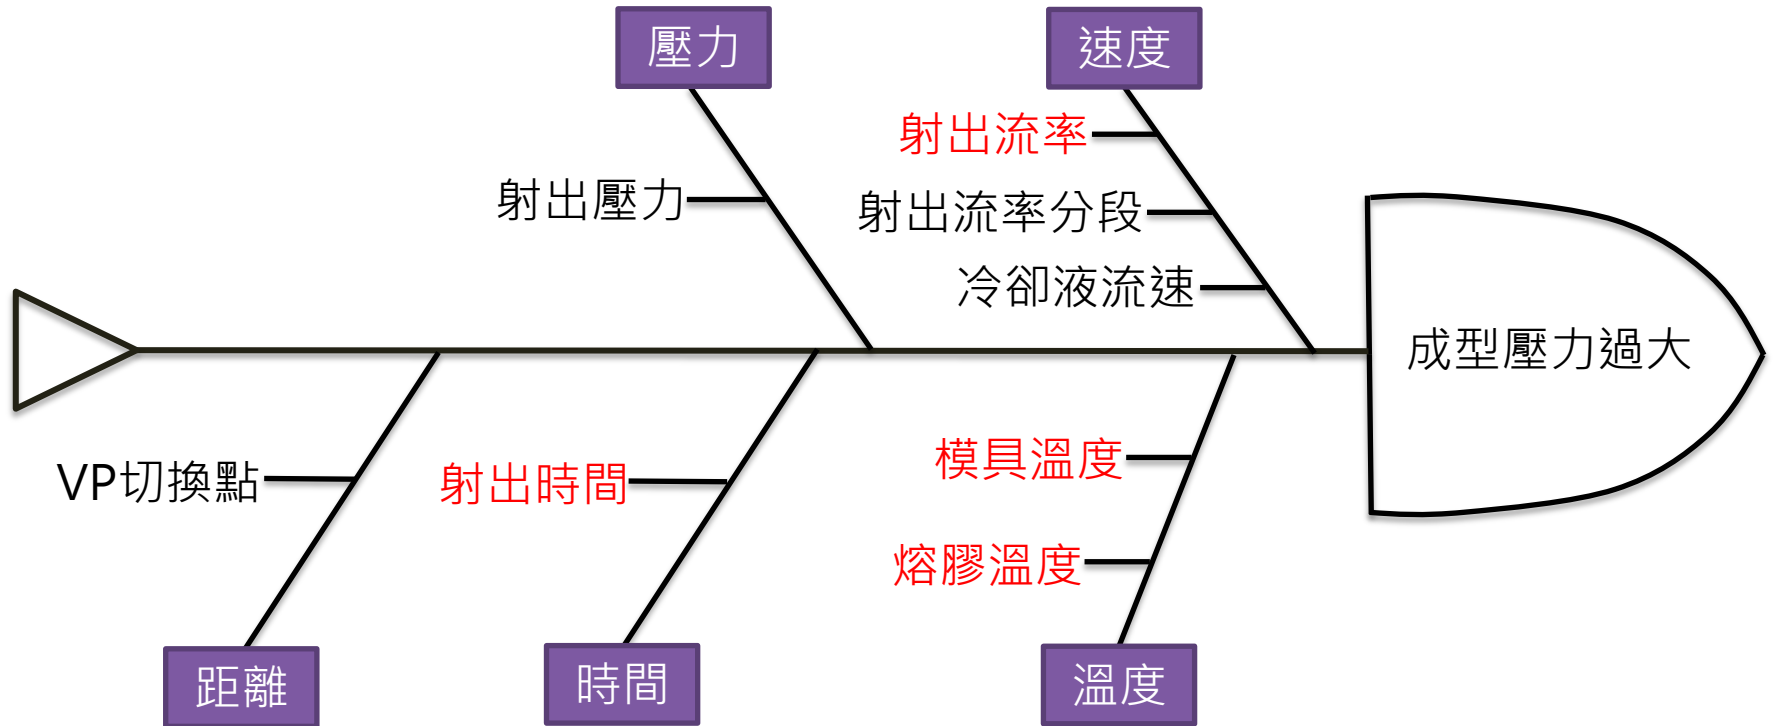 壓力
速度
射出流率
射出壓力
射出流率分段
冷卻液流速
成型壓力過大
VP切換點
射出時間
模具溫度
熔膠溫度
距離
時間
溫度